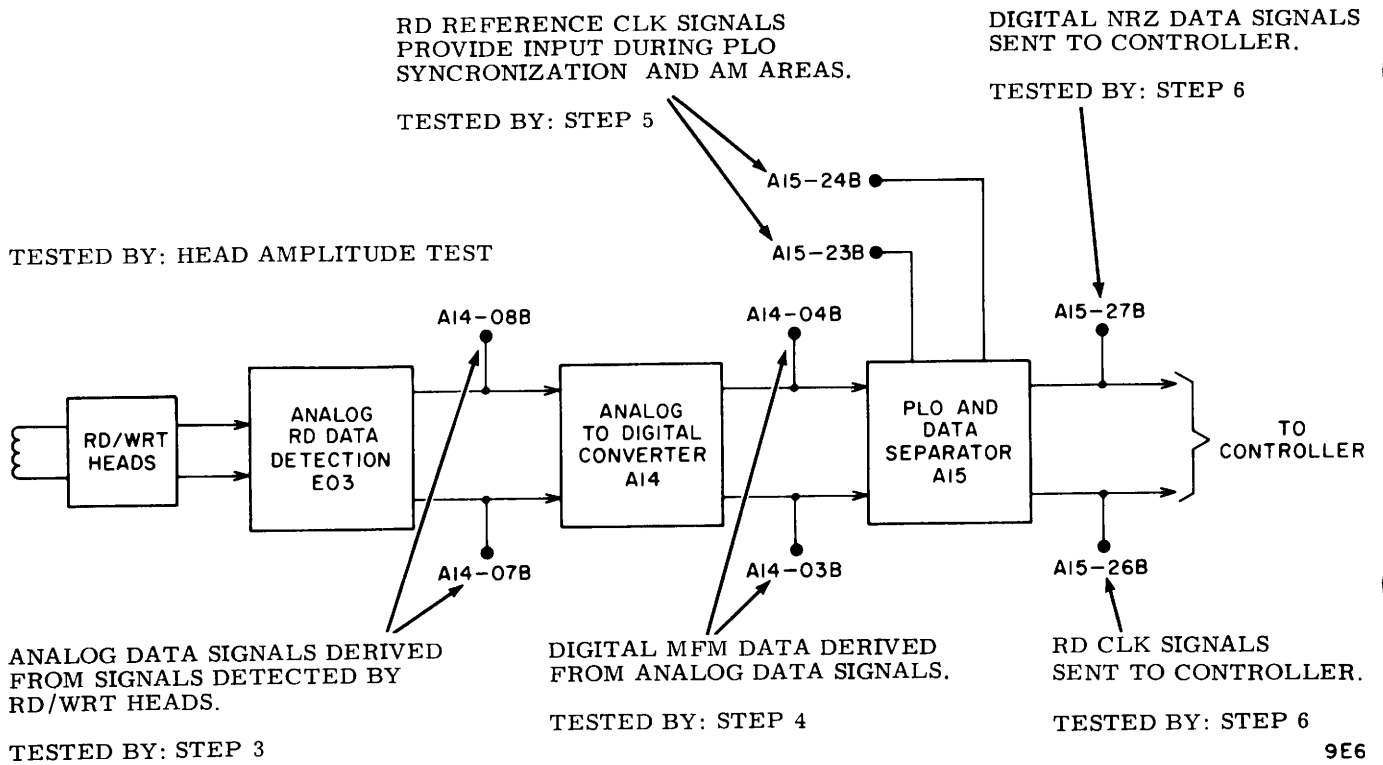 RD REFERENCE CLK SIGNALS
PROVIDE INPUT DURING PLO
SYNCRONIZATION AND AM AREAS.
TESTED BY: STEP 5
DIGITAL NRZ DATA SIGNALS
SENT TO CONTROLLER.
TESTED BY: STEP 6
A15-24B
A15-23B
TESTED BY: HEAD AMPLITUDE TEST
A14-08B
A14-04B
A15-27B
RD/WRT
HEADS
ANALOG
RD DATA
DETECTION
E03
ANALOG
TO DIGITAL
CONVERTER
A14
PLO AND
DATA
SEPARATOR
A15
TO
CONTROLLER
A14-07B
A14-03B
A15-26B
ANALOG DATA SIGNALS DERIVED
FROM SIGNALS DETECTED BY
RD/WRT HEADS.
TESTED BY: STEP 3
DIGITAL MFM DATA DERIVED
FROM ANALOG DATA SIGNALS.
TESTED BY: STEP 4
RD CLK SIGNALS
SENT TO CONTROLLER.
TESTED BY: STEP 6
9E6